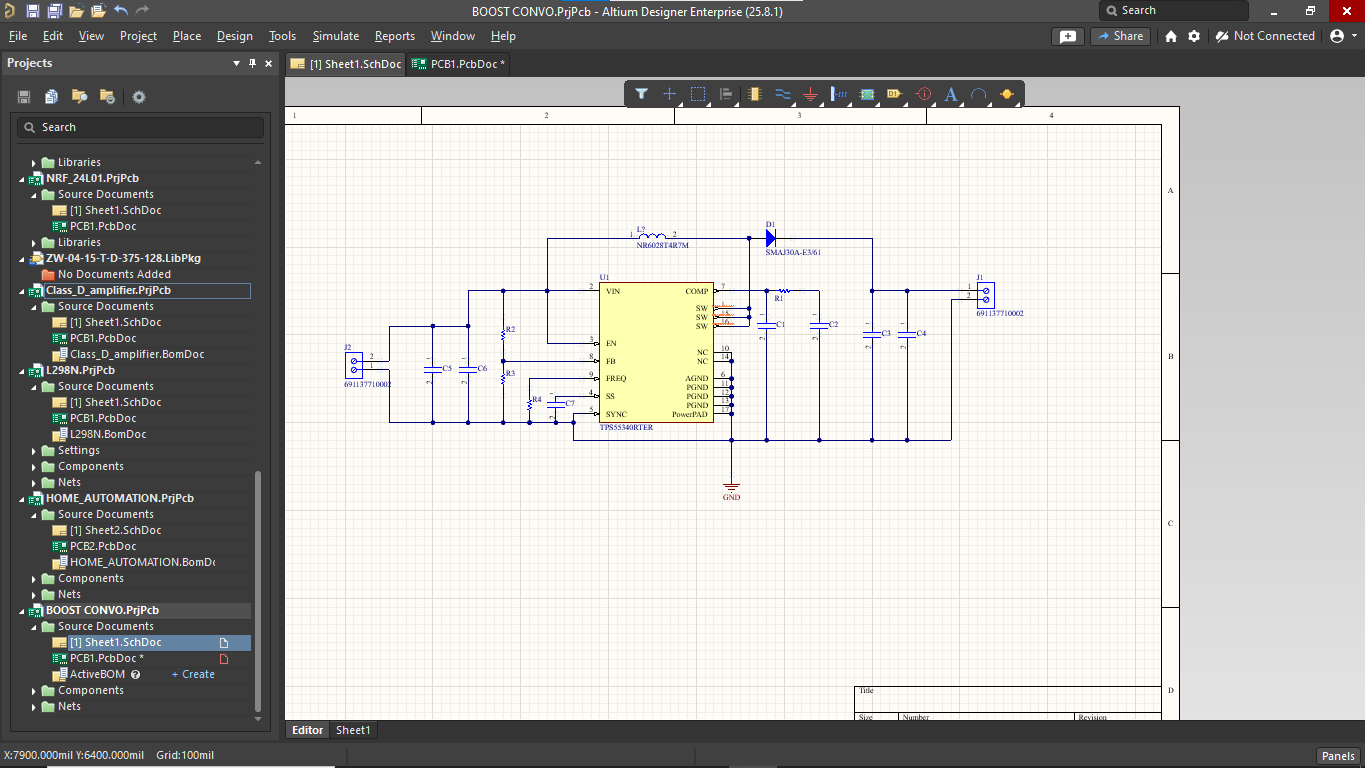 BOOST CONVO.PrjPcb - Altium Designer Enterprise (25.8.1)
Search
File Edit View Project Place Design Tools Simulate Reports Window Help
Share
Not Connected
Projects
[1] Sheet1.SchDoc
PCB1.PcbDoc *
Search
Libraries
NRF_24L01.PrjPcb
Source Documents
[1] Sheet1.SchDoc
PCB1.PcbDoc
Libraries
ZW-04-15-T-D-375-128.LibPkg
No Documents Added
Class_D_amplifier.PrjPcb
Source Documents
[1] Sheet1.SchDoc
PCB1.PcbDoc
Class_D_amplifier.BomDoc
L298N.PrjPcb
Source Documents
[1] Sheet1.SchDoc
PCB1.PcbDoc
L298N.BomDoc
Settings
Components
Nets
HOME_AUTOMATION.PrjPcb
Source Documents
[1] Sheet2.SchDoc
PCB2.PcbDoc
HOME_AUTOMATION.BomDo
Components
Nets
BOOST CONVO.PrjPcb
Source Documents
[1] Sheet1.SchDoc
PCB1.PcbDoc *
ActiveBOM
+ Create
Components
Nets
1 2 3 4
A
B
C
D
L?
1 2
NR6028T4R7M
D1
SMAJ30A-E3/61
U1
2 VIN
3 EN
8 FB
9 FREQ
4 SS
5 SYNC
COMP 7
SW
SW
SW 16
NC 10
NC 14
AGND 6
PGND 11
PGND 12
PGND 13
PowerPAD 17
TPS55340RTER
J2
2
1
691137710002
C5
C6
R2
R3
R4
C7
R1
C1
C2
C3
C4
J1
1
2
691137710002
GND
Title
Size Number Revision
Editor Sheet1
X:7900.000mil Y:6400.000mil Grid:100mil
Panels